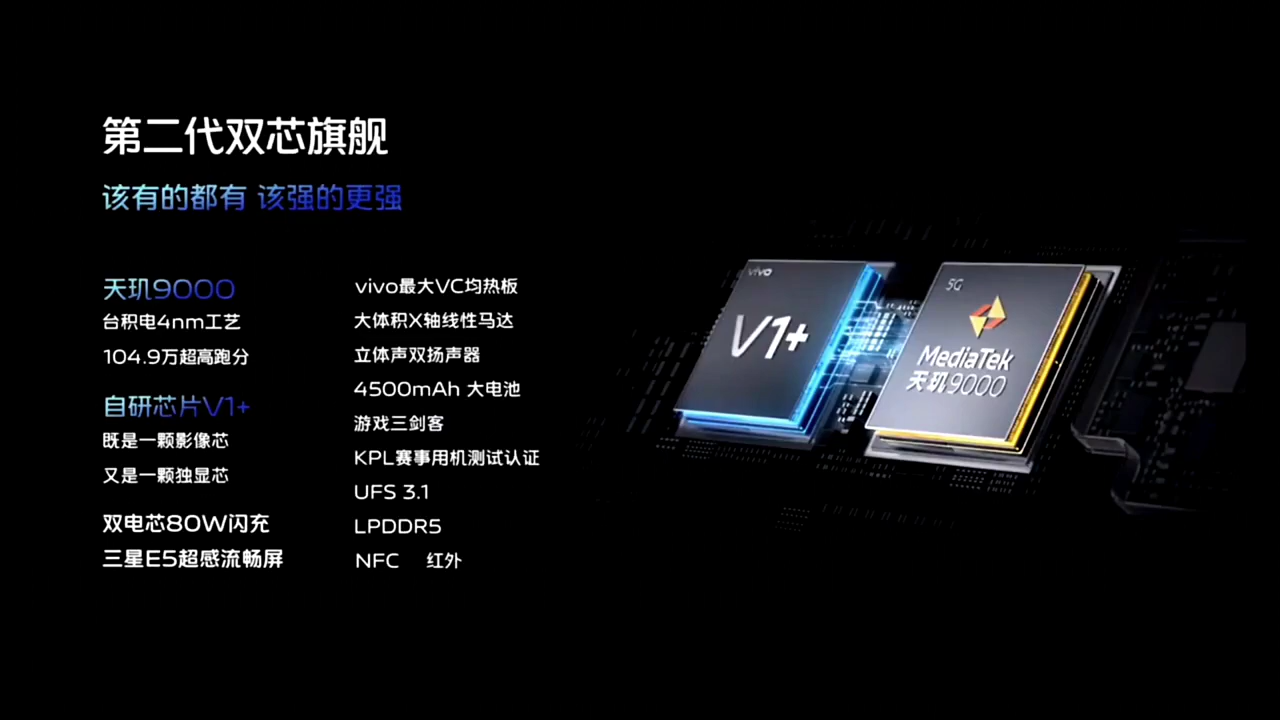 第二代双芯旗舰
该有的都有 该强的更强
天玑9000
台积电4nm工艺
104.9万超高跑分
自研芯片V1+
既是一颗影像芯
又是一颗独显芯
双电芯80W闪充
三星E5超感流畅屏
vivo最大VC均热板
大体积X轴线性马达
立体声双扬声器
4500mAh 大电池
游戏三剑客
KPL赛事用机测试认证
UFS 3.1
LPDDR5
NFC 红外
vivo
V1+
5G
MediaTek
天玑9000